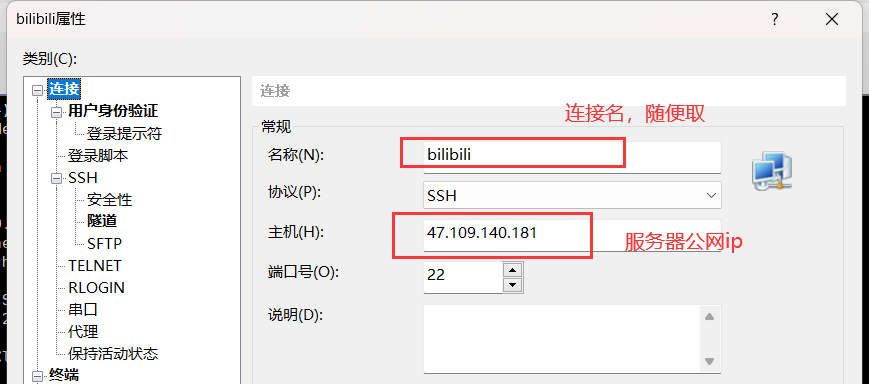 bilibili属性
类别(C):
连接
用户身份验证
登录提示符
登录脚本
SSH
安全性
隧道
SFTP
TELNET
RLOGIN
串口
代理
保持活动状态
终端
连接
连接名，随便取
常规
名称(N):
bilibili
协议(P):
SSH
主机(H):
47.109.140.181
服务器公网ip
端口号(O):
22
说明(D):